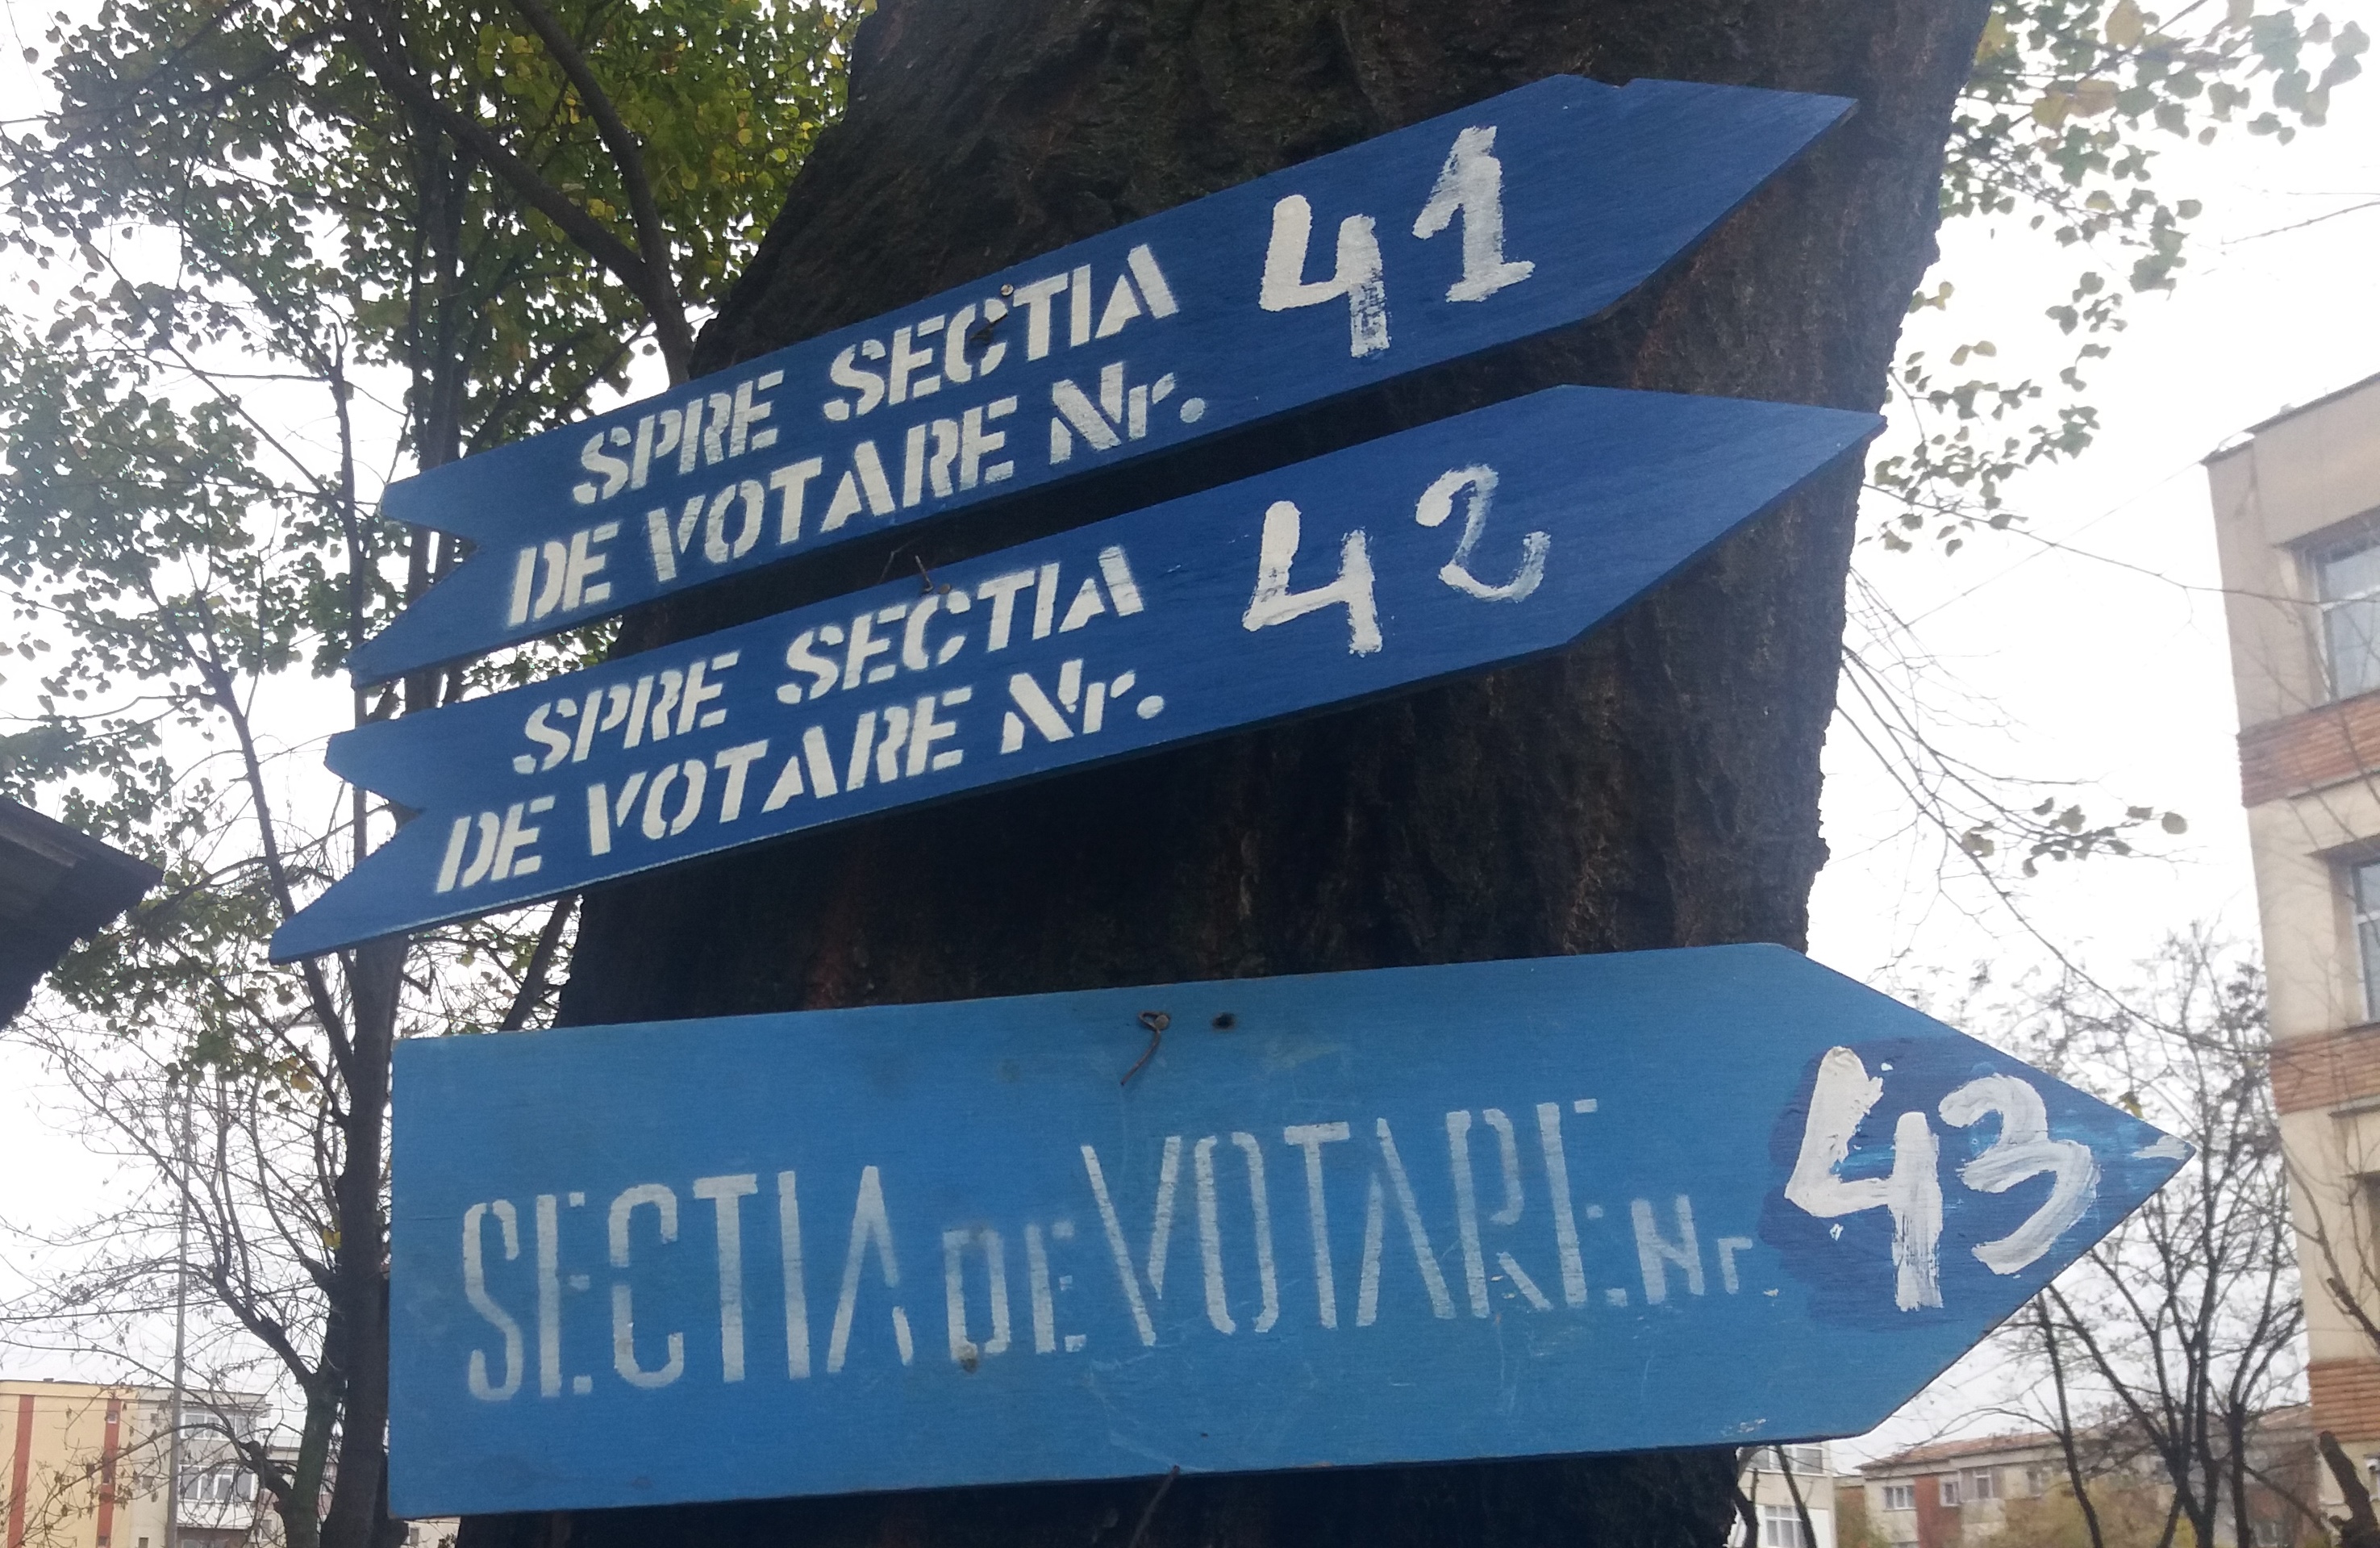 SPRE SECTIA
DE VOTARE Nr. 41
SPRE SECTIA
DE VOTARE Nr. 42
SECTIA DE VOTARE Nr 43